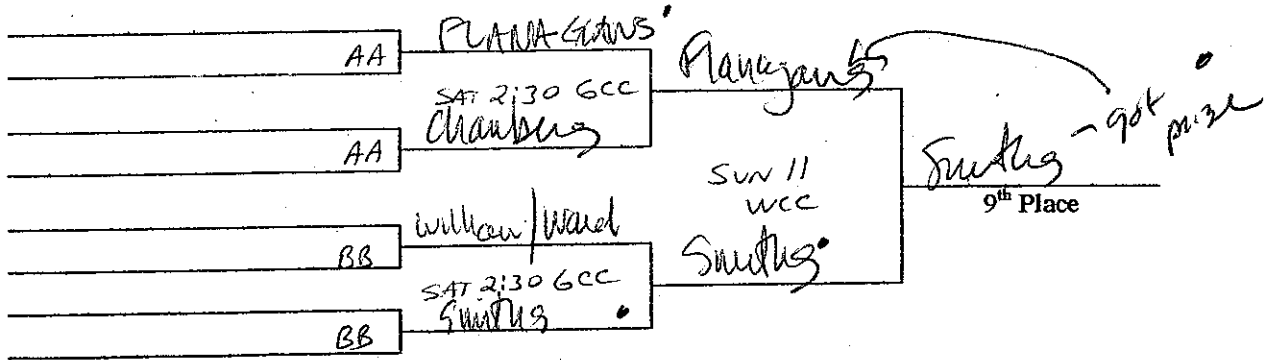 AA
FLANAGANS
SAT 2:30 GCC
Chambers
AA
Flanagans
Smiths - got prize
9th Place
SUN 11
WCC
BB
/Ward
SAT 2:30 GCC
Smiths
BB
Smiths